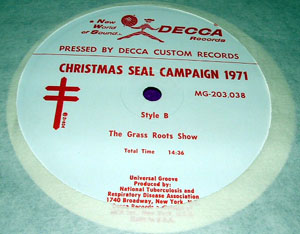 A New World of Sound
DECCA
Records
PRESSED BY DECCA CUSTOM RECORDS
CHRISTMAS SEAL CAMPAIGN 1971
MG-203.038
Style B
The Grass Roots Show
Total Time 14:36
Universal Groove
Produced by:
National Tuberculosis and
Respiratory Disease Association
1740 Broadway, New York, N.Y.